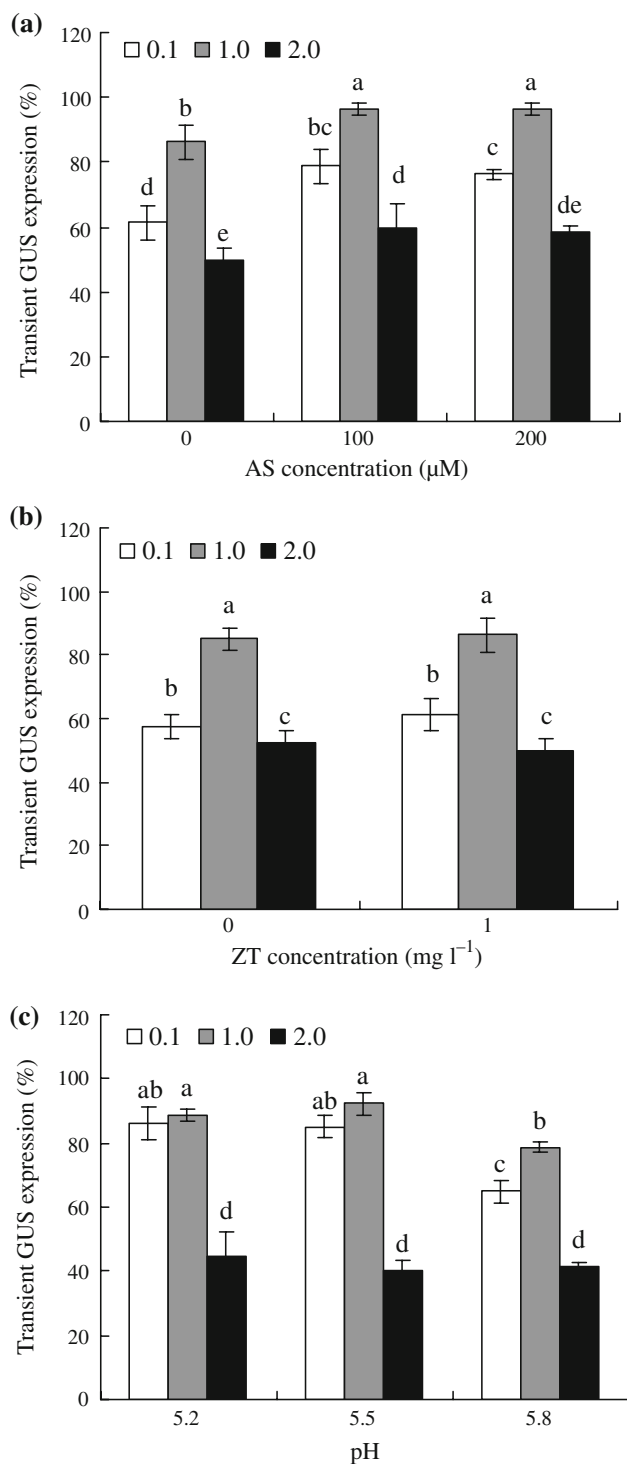 (a)
120
100
80
60
40
20
0
Transient GUS expression (%)
0.1 1.0 2.0
d b e bc a d c a de
0 100 200
AS concentration (µM)
(b)
120
100
80
60
40
20
0
Transient GUS expression (%)
0.1 1.0 2.0
b a c b a c
0 1
ZT concentration (mg l⁻¹)
(c)
120
100
80
60
40
20
0
Transient GUS expression (%)
0.1 1.0 2.0
ab a d ab a d c b d
5.2 5.5 5.8
pH